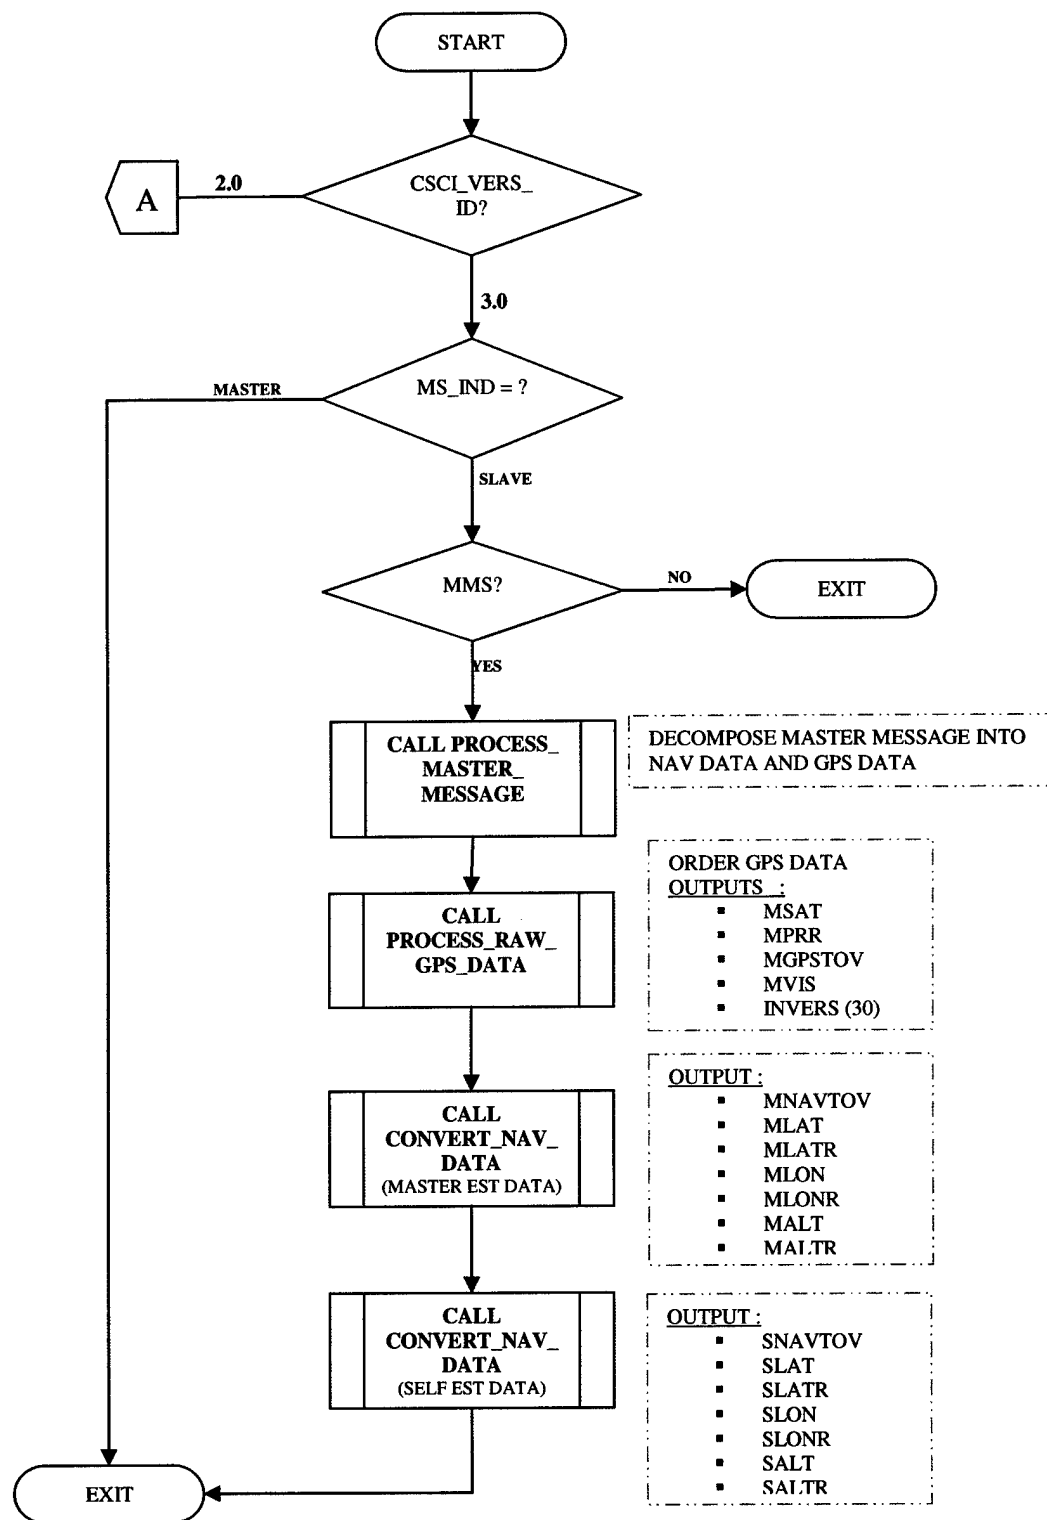 START
CSCI_VERS_
ID?
2.0
A
3.0
MS_IND = ?
MASTER
SLAVE
MMS?
NO
EXIT
YES
CALL PROCESS_
MASTER_
MESSAGE
DECOMPOSE MASTER MESSAGE INTO
NAV DATA AND GPS DATA
CALL
PROCESS_RAW_
GPS_DATA
ORDER GPS DATA
OUTPUTS :
▪ MSAT
▪ MPRR
▪ MGPSTOV
▪ MVIS
▪ INVERS (30)
CALL
CONVERT_NAV_
DATA
(MASTER EST DATA)
OUTPUT :
▪ MNAVTOV
▪ MLAT
▪ MLATR
▪ MLON
▪ MLONR
▪ MALT
▪ MALTR
CALL
CONVERT_NAV_
DATA
(SELF EST DATA)
OUTPUT :
▪ SNAVTOV
▪ SLAT
▪ SLATR
▪ SLON
▪ SLONR
▪ SALT
▪ SALTR
EXIT